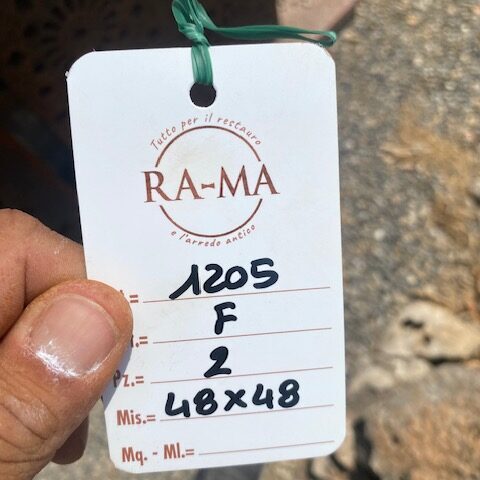 Tutto per il restauro
RA-MA
e l'arredo antico
= 1205
.= F
Pz.= 2
Mis.= 48x48
Mq. - Ml.=